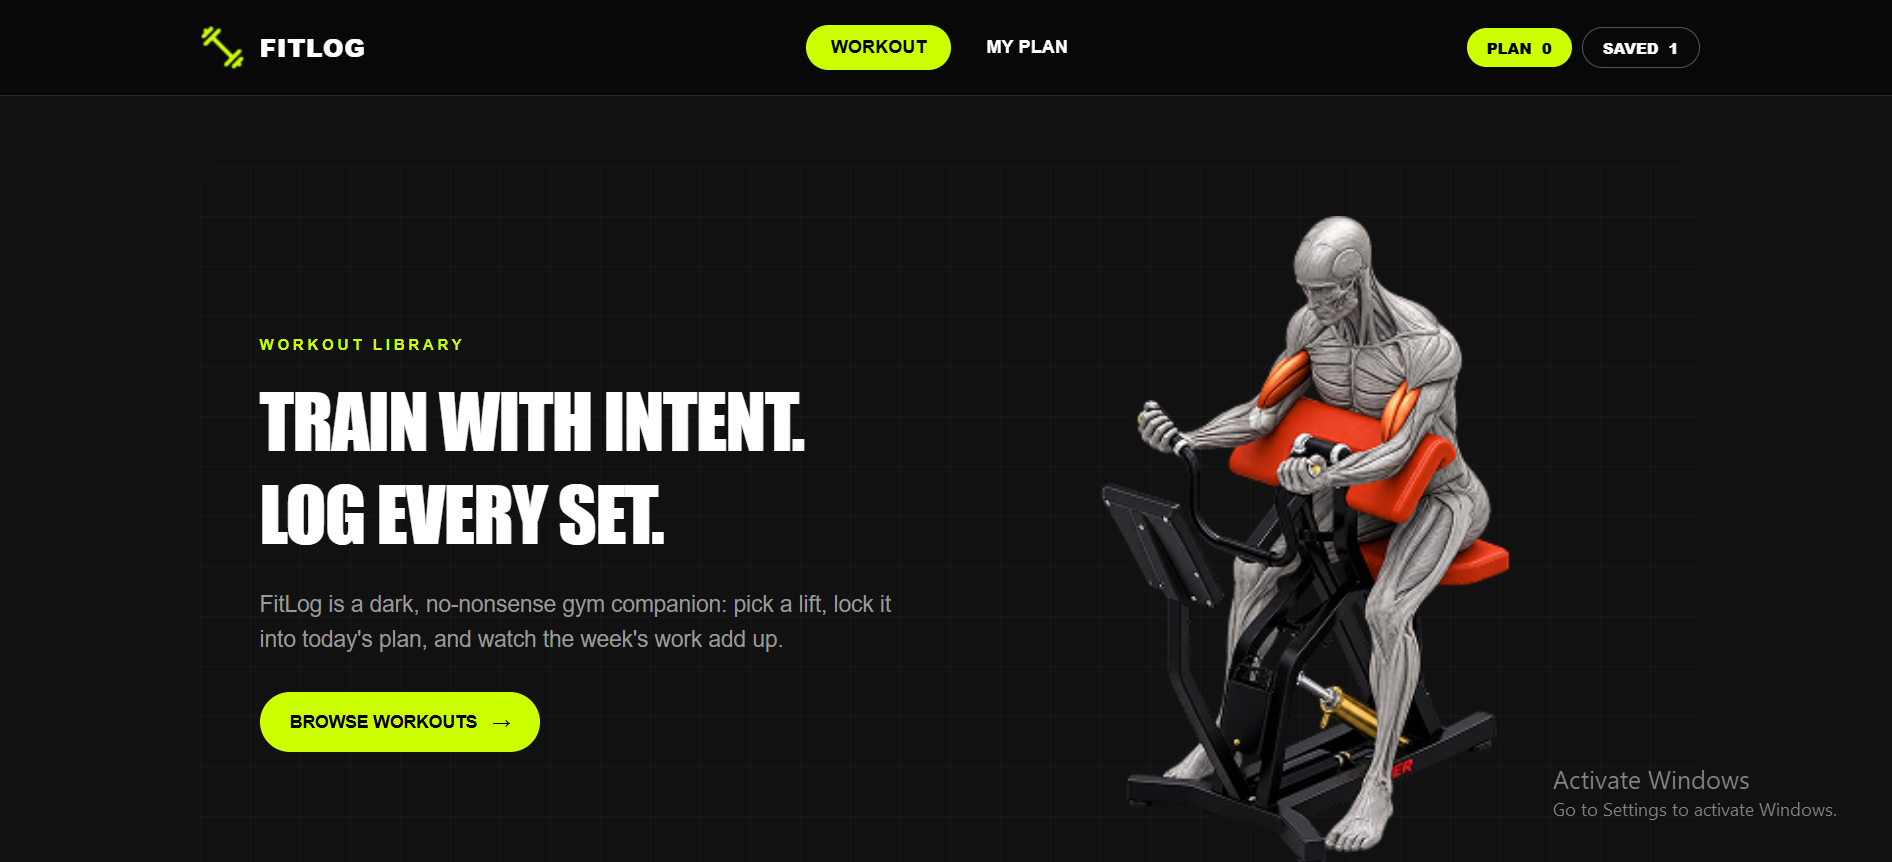 FITLOG
WORKOUT
MY PLAN
PLAN 0
SAVED 1
WORKOUT LIBRARY
TRAIN WITH INTENT.
LOG EVERY SET.
FitLog is a dark, no-nonsense gym companion: pick a lift, lock it
into today's plan, and watch the week's work add up.
BROWSE WORKOUTS →
ER
Activate Windows
Go to Settings to activate Windows.